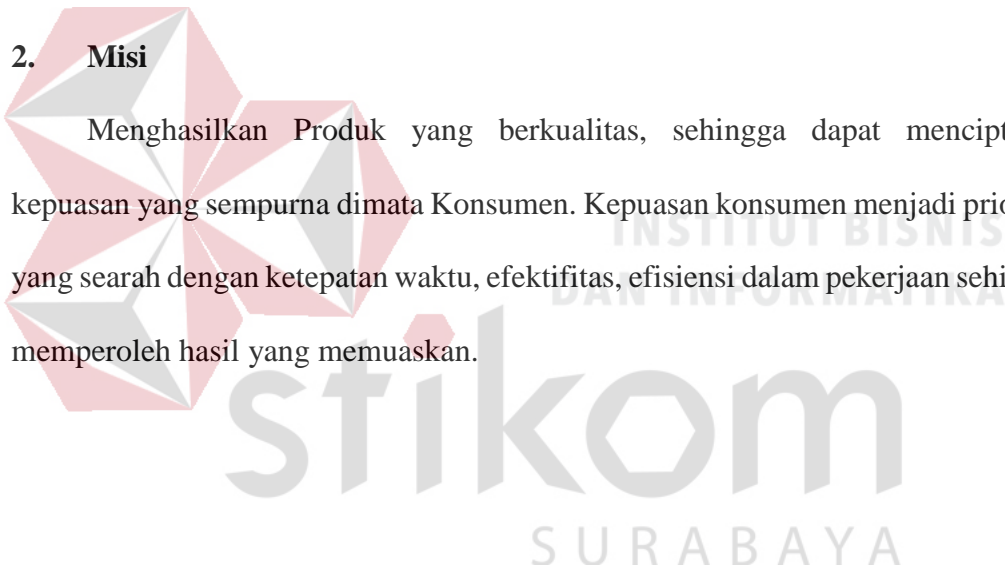 2. Misi
Menghasilkan Produk yang berkualitas, sehingga dapat mencipt
kepuasan yang sempurna dimata Konsumen. Kepuasan konsumen menjadi prio
INSTITUT BISNIS
yang searah dengan ketepatan waktu, efektifitas, efisiensi dalam pekerjaan sehi
DAN INFORMATIKA
memperoleh hasil yang memuaskan.
stikom
SURABAYA